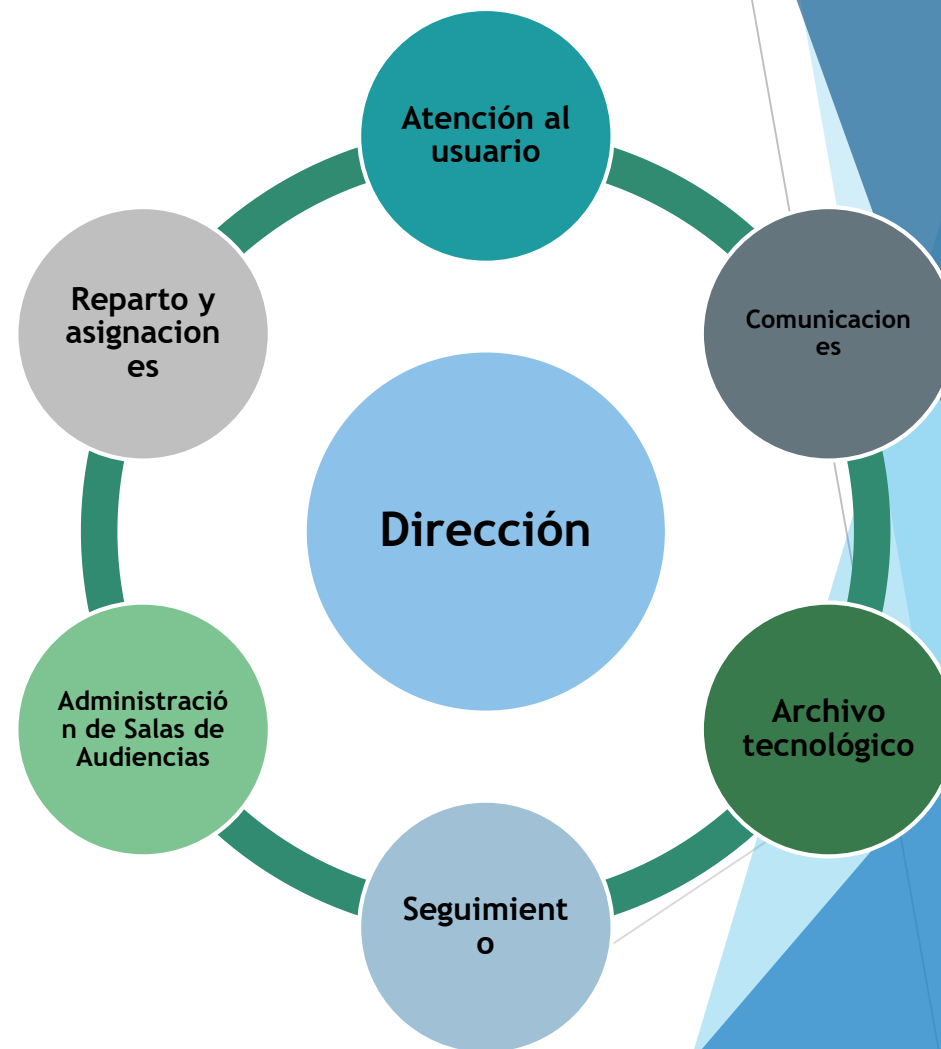 Atención al
usuario
Comunicacion
es
Archivo
tecnológico
Seguimient
o
Administració
n de Salas de
Audiencias
Reparto y
asignacion
es
Dirección